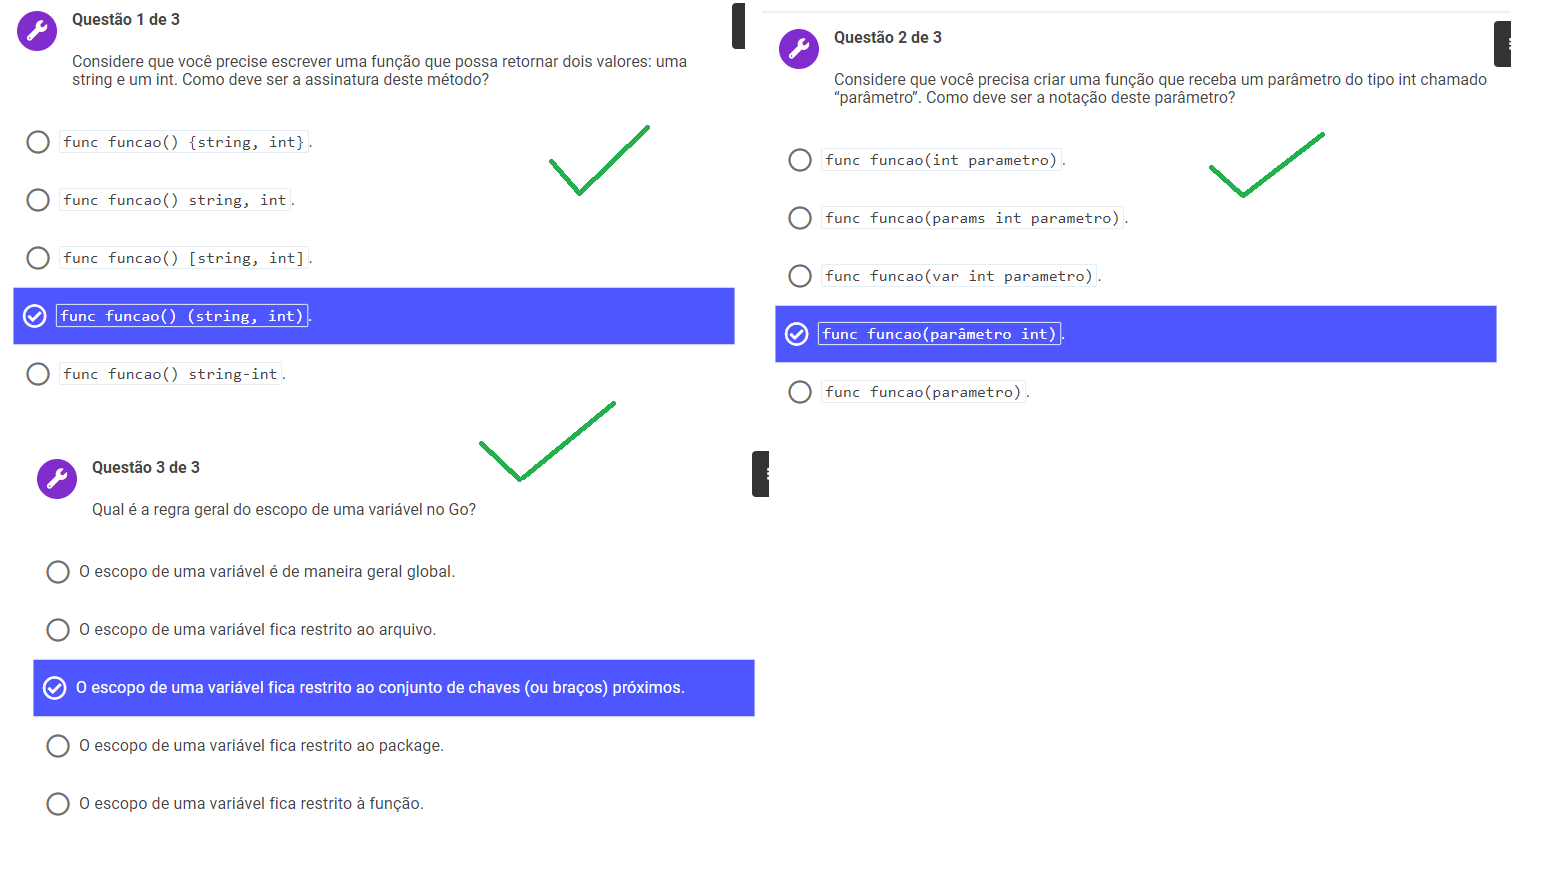 Questão 1 de 3
Considere que você precise escrever uma função que possa retornar dois valores: uma
string e um int. Como deve ser a assinatura deste método?
func funcao() {string, int}.
func funcao() string, int.
func funcao() [string, int].
func funcao() (string, int).
func funcao() string-int.
Questão 2 de 3
Considere que você precisa criar uma função que receba um parâmetro do tipo int chamado
“parâmetro”. Como deve ser a notação deste parâmetro?
func funcao(int parametro).
func funcao(params int parametro).
func funcao(var int parametro).
func funcao(parâmetro int).
func funcao(parametro).
Questão 3 de 3
Qual é a regra geral do escopo de uma variável no Go?
O escopo de uma variável é de maneira geral global.
O escopo de uma variável fica restrito ao arquivo.
O escopo de uma variável fica restrito ao conjunto de chaves (ou braços) próximos.
O escopo de uma variável fica restrito ao package.
O escopo de uma variável fica restrito à função.